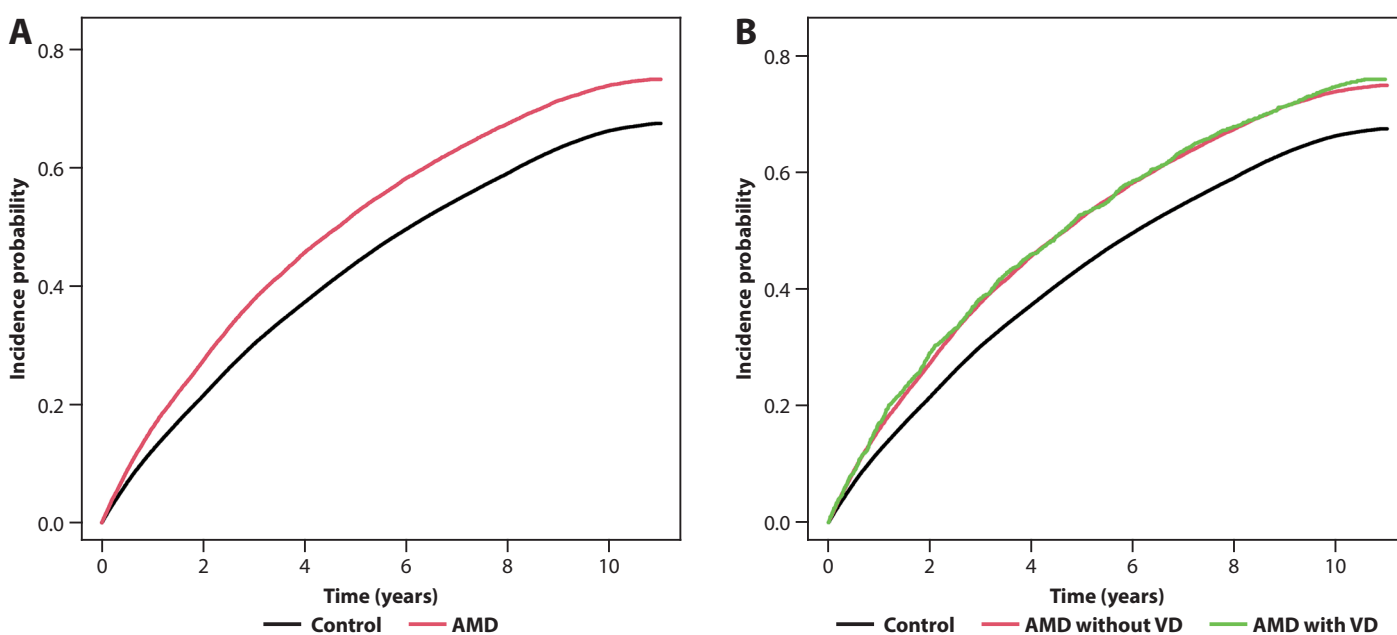 A
Incidence probability
0.8
0.6
0.4
0.2
0.0
0 2 4 6 8 10
Time (years)
Control AMD
B
Incidence probability
0.8
0.6
0.4
0.2
0.0
0 2 4 6 8 10
Time (years)
Control AMD without VD AMD with VD